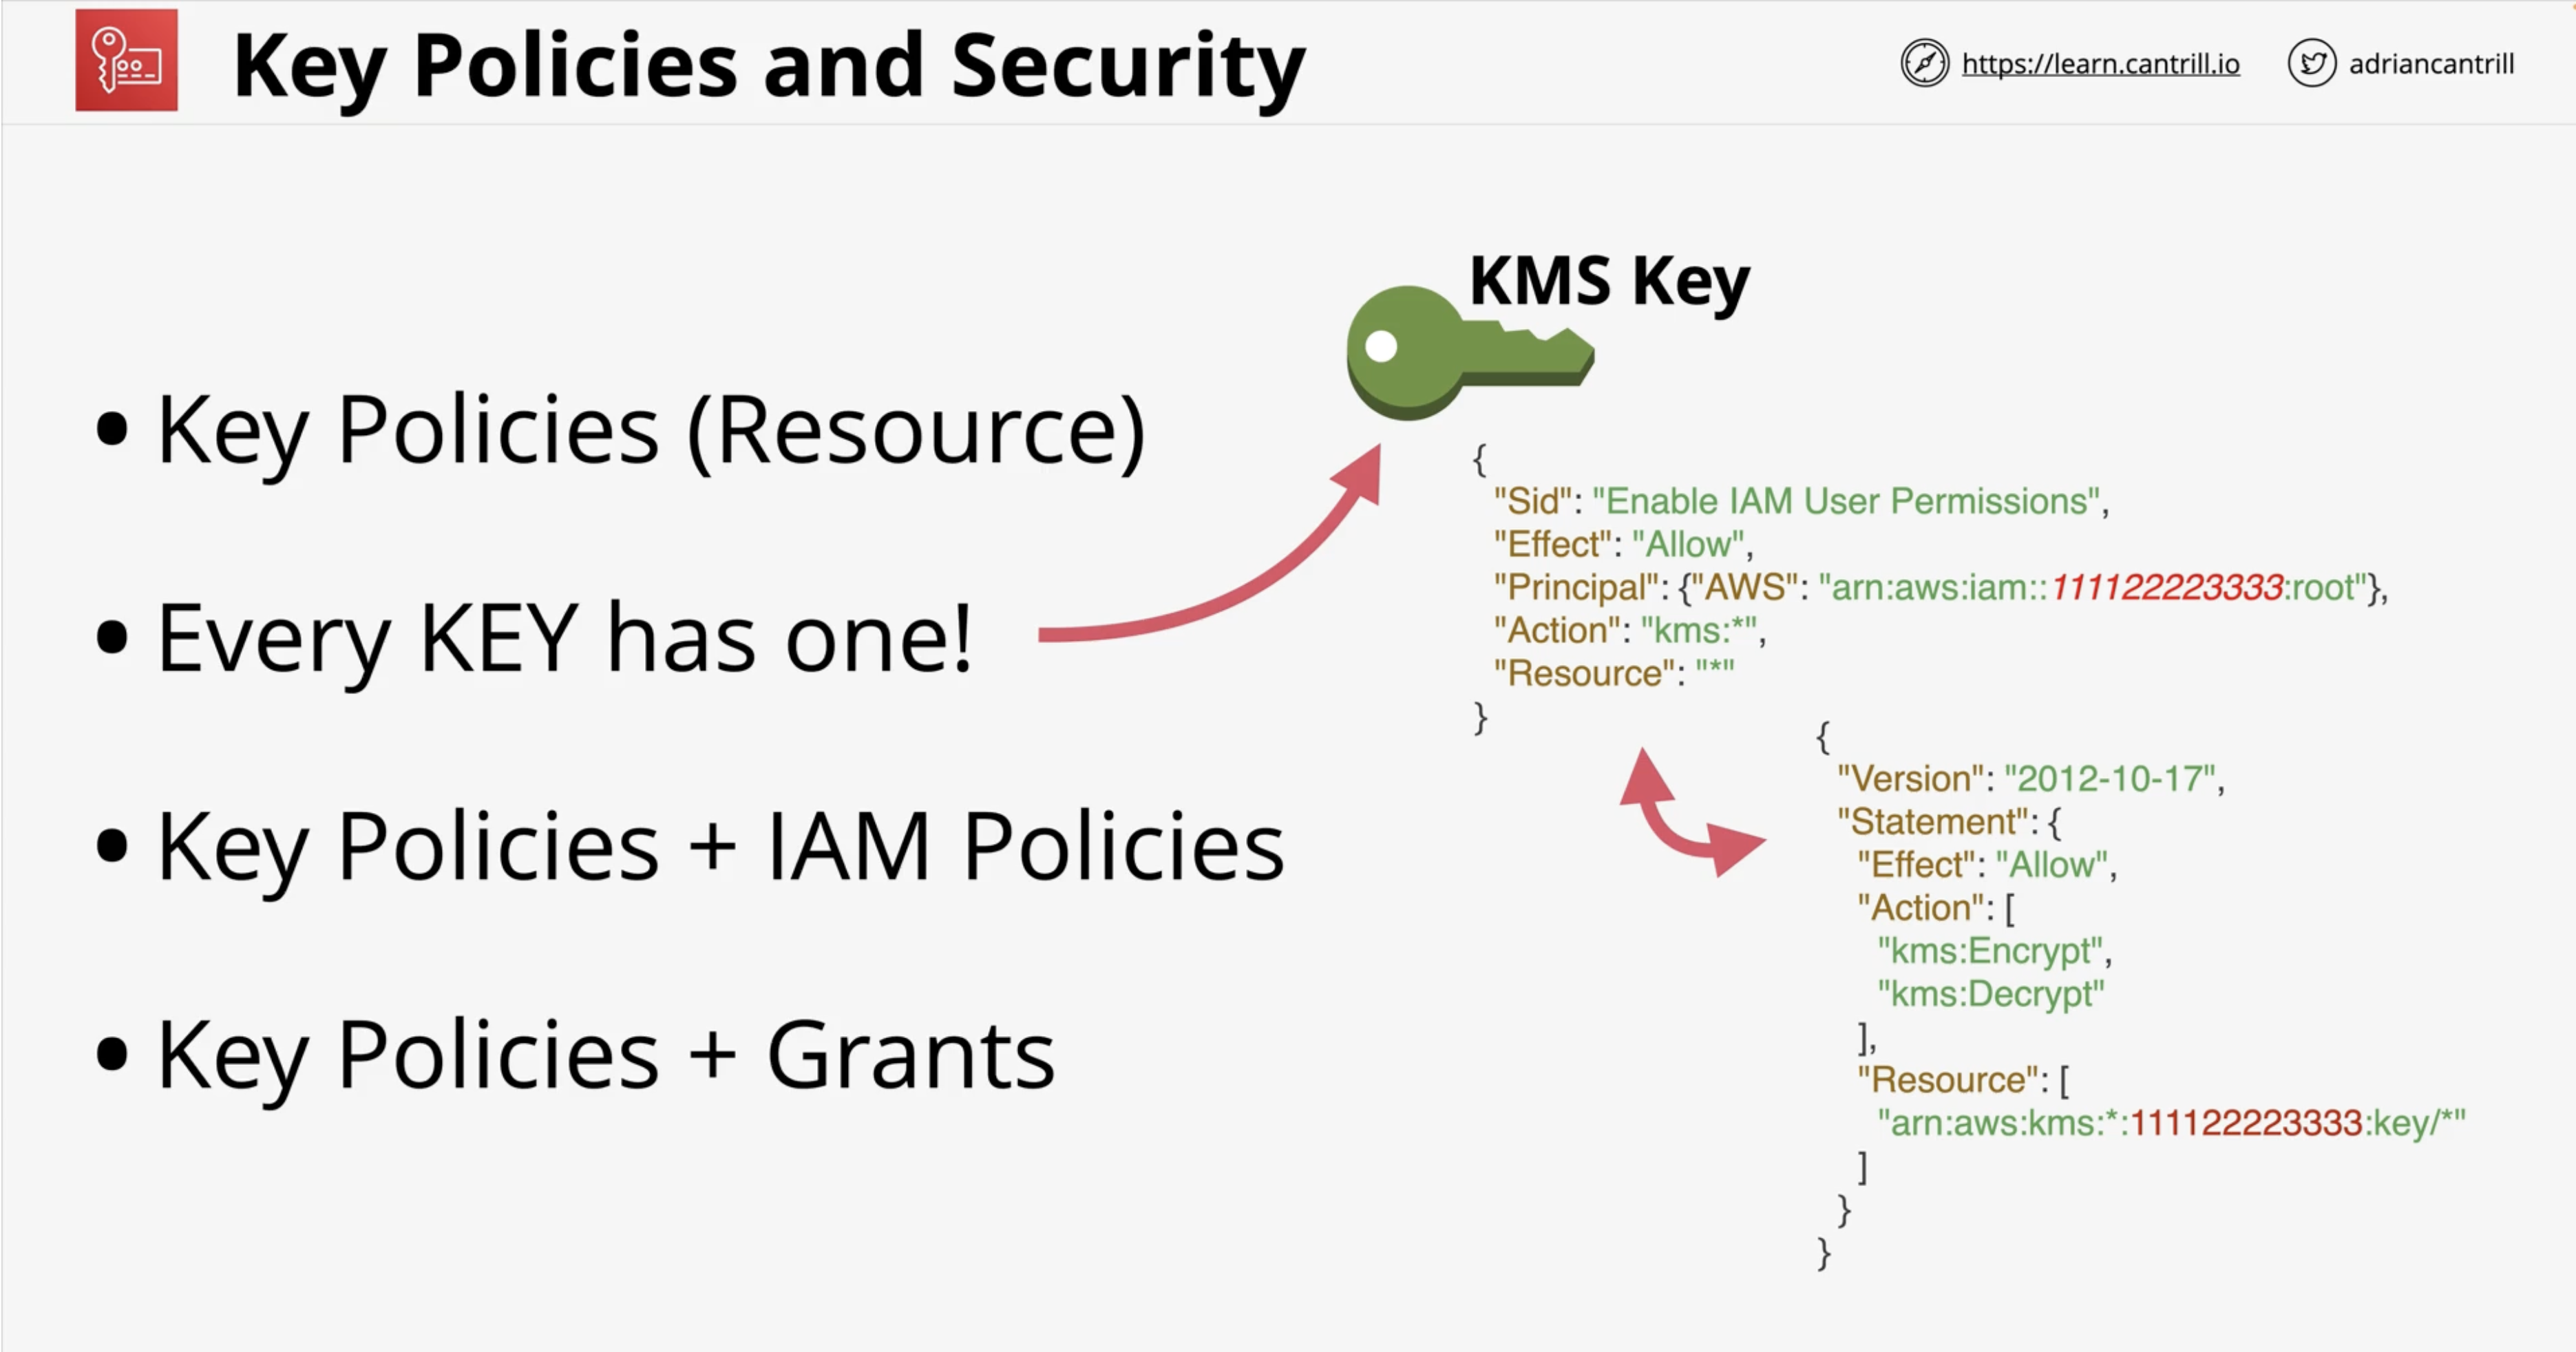 Key Policies and Security
https://learn.cantrill.io
adriancantrill
• Key Policies (Resource)
• Every KEY has one!
• Key Policies + IAM Policies
• Key Policies + Grants
KMS Key
{
"Sid": "Enable IAM User Permissions",
"Effect": "Allow",
"Principal": {"AWS": "arn:aws:iam::111122223333:root"},
"Action": "kms:*",
"Resource": "*"
}
{
"Version": "2012-10-17",
"Statement": {
"Effect": "Allow",
"Action": [
"kms:Encrypt",
"kms:Decrypt"
],
"Resource": [
"arn:aws:kms:*:111122223333:key/*"
]
}
}